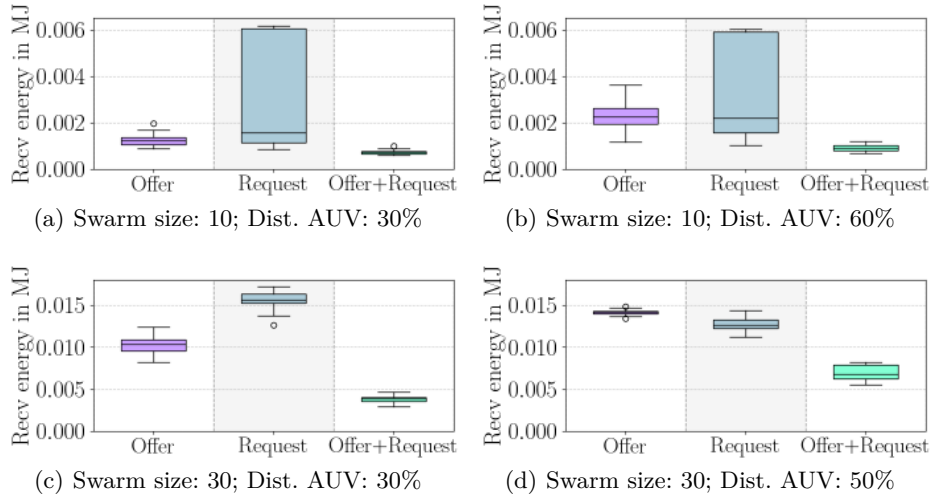 Recv energy in MJ
0.006
0.004
0.002
0.000
Offer
Request
Offer+Request
(a) Swarm size: 10; Dist. AUV: 30%
Recv energy in MJ
0.006
0.004
0.002
0.000
Offer
Request
Offer+Request
(b) Swarm size: 10; Dist. AUV: 60%
Recv energy in MJ
0.015
0.010
0.005
0.000
Offer
Request
Offer+Request
(c) Swarm size: 30; Dist. AUV: 30%
Recv energy in MJ
0.015
0.010
0.005
0.000
Offer
Request
Offer+Request
(d) Swarm size: 30; Dist. AUV: 50%